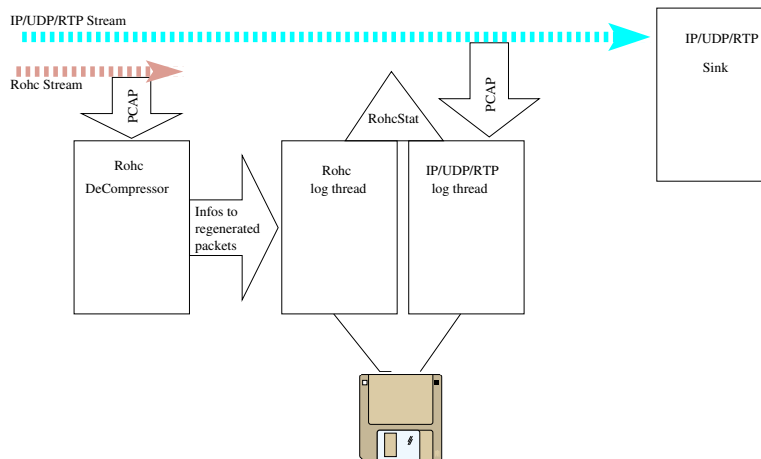 IP/UDP/RTP Stream
Rohc Stream
PCAP
PCAP
IP/UDP/RTP
Sink
RohcStat
Rohc
DeCompressor
Infos to
regenerated
packets
Rohc
log thread
IP/UDP/RTP
log thread